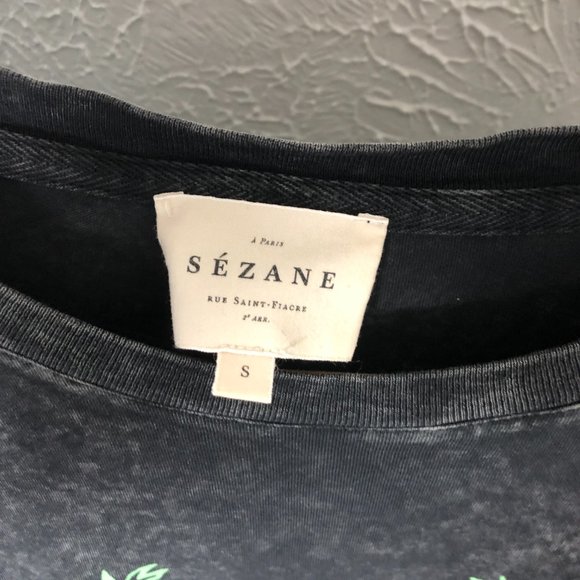 À PARIS
SÉZANE
RUE SAINT-FIACRE
2ᵉ ARR.
S